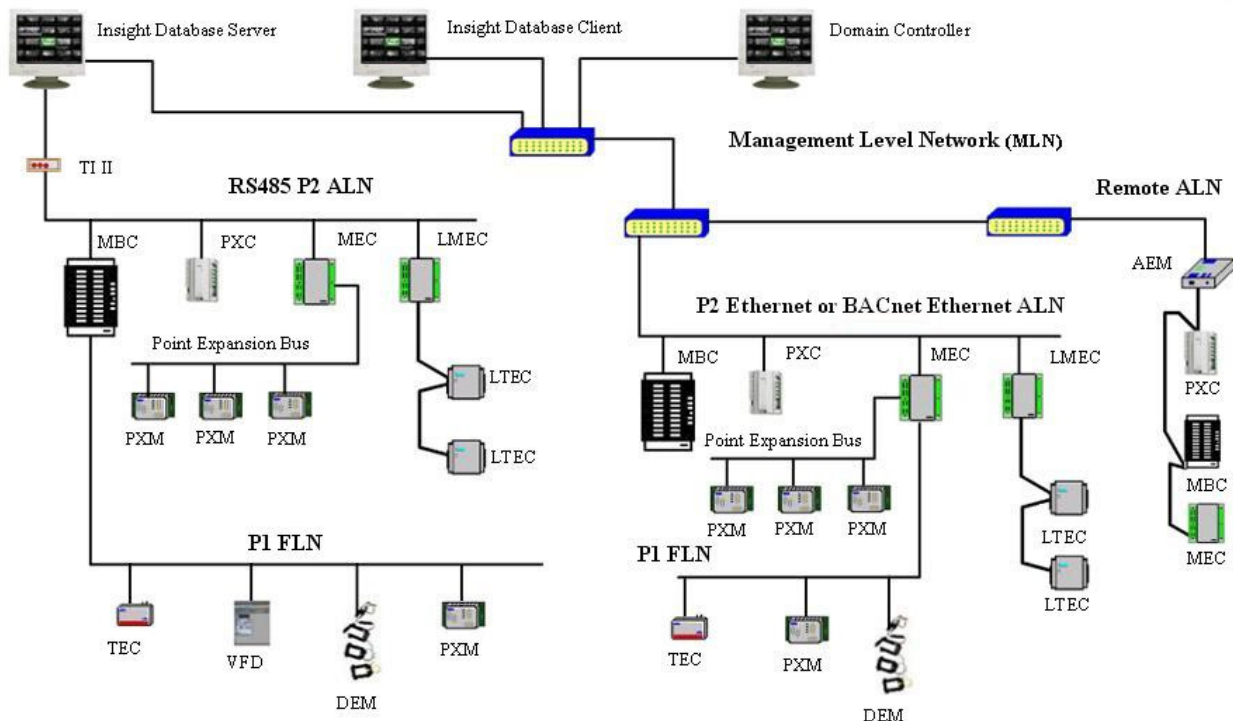 Insight Database Server
Insight Database Client
Domain Controller
Management Level Network (MLN)
TI II
RS485 P2 ALN
Remote ALN
MBC
PXC
MEC
LMEC
AEM
P2 Ethernet or BACnet Ethernet ALN
Point Expansion Bus
MBC
PXC
MEC
LMEC
LTEC
PXC
PXM
PXM
PXM
Point Expansion Bus
LTEC
MBC
PXM
PXM
PXM
LTEC
P1 FLN
P1 FLN
MEC
LTEC
TEC
VFD
DEM
PXM
TEC
PXM
DEM